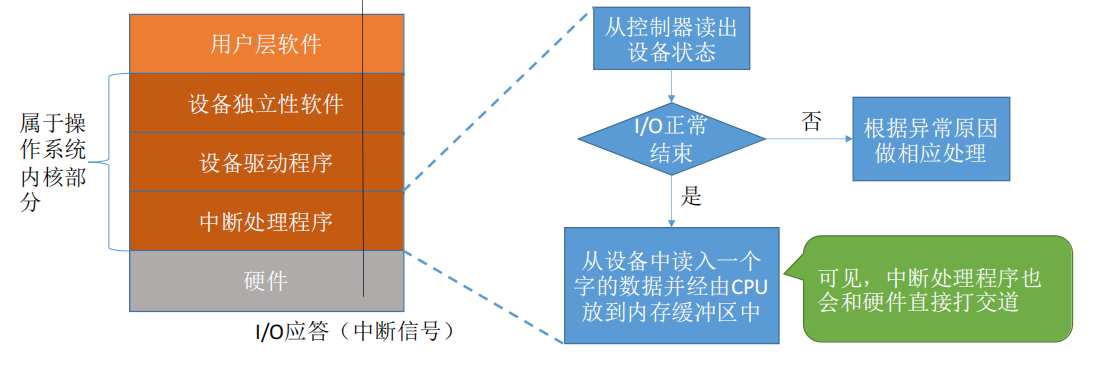 用户层软件
设备独立性软件
设备驱动程序
中断处理程序
硬件
属于操
作系统
内核部
分
I/O应答（中断信号）
从控制器读出
设备状态
I/O正常
结束
否
根据异常原因
做相应处理
是
从设备中读入一个
字的数据并经由CPU
放到内存缓冲区中
可见，中断处理程序也
会和硬件直接打交道